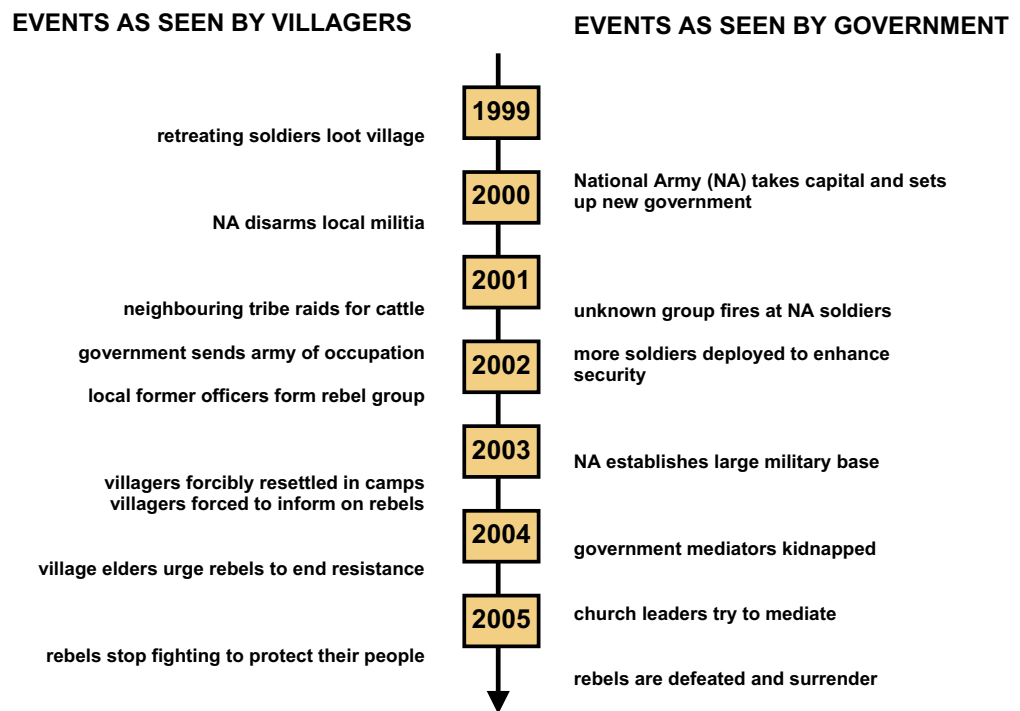 EVENTS AS SEEN BY VILLAGERS
EVENTS AS SEEN BY GOVERNMENT
1999
retreating soldiers loot village
2000
National Army (NA) takes capital and sets
up new government
NA disarms local militia
2001
neighbouring tribe raids for cattle
unknown group fires at NA soldiers
government sends army of occupation
2002
more soldiers deployed to enhance
security
local former officers form rebel group
2003
NA establishes large military base
villagers forcibly resettled in camps
villagers forced to inform on rebels
2004
government mediators kidnapped
village elders urge rebels to end resistance
2005
church leaders try to mediate
rebels stop fighting to protect their people
rebels are defeated and surrender